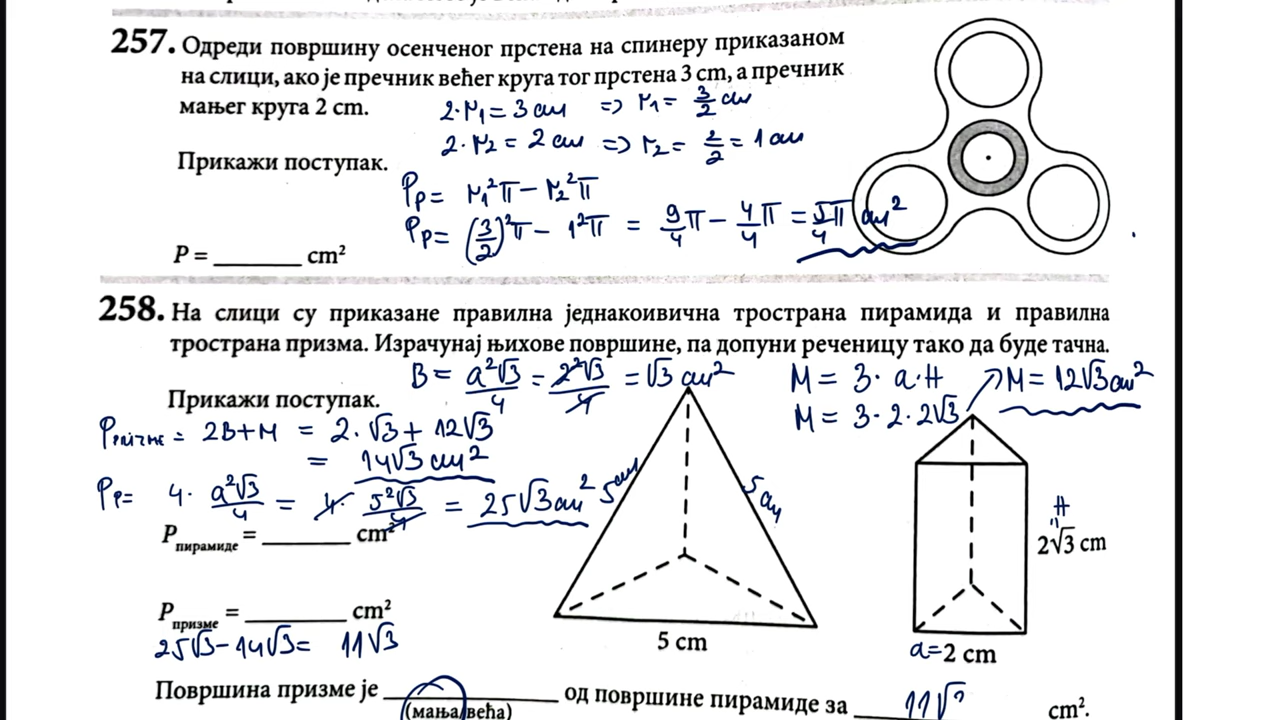 257. Одреди површину осенченог прстена на спинеру приказаном
на слици, ако је пречник већег круга тог прстена 3 cm, а пречник
мањег круга 2 cm.
2·r₁ = 3 cm ⇒ r₁ = 3/2 cm
2·r₂ = 2 cm ⇒ r₂ = 2/2 = 1 cm
Прикажи поступак.
Pₚ = r₁²π − r₂²π
Pₚ = (3/2)²π − 1²π = 9/4 π − 4/4 π = 5π/4 cm²
P = _______ cm²
258. На слици су приказане правилна једнакоивична тространа пирамида и правилна
тространа призма. Израчунај њихове површине, па допуни реченицу тако да буде тачна.
B = a²√3/4 = 2²√3/4 = √3 cm²
M = 3·a·H
M = 12√3 cm²
M = 3·2·2√3
Прикажи поступак.
= 2B+M = 2·√3 + 12√3
= 14√3 cm²
Pₚ = 4· a²√3/4 = 4· 5²√3/4 = 25√3 cm²
5 cm
5 cm
H
"
2√3 cm
Pпирамиде = _______ cm²
Pпризме = ________ cm²
25√3 − 14√3 = 11√3
5 cm
a = 2 cm
Површина призме је ______________ од површине пирамиде за ________ cm².
(мања/већа)